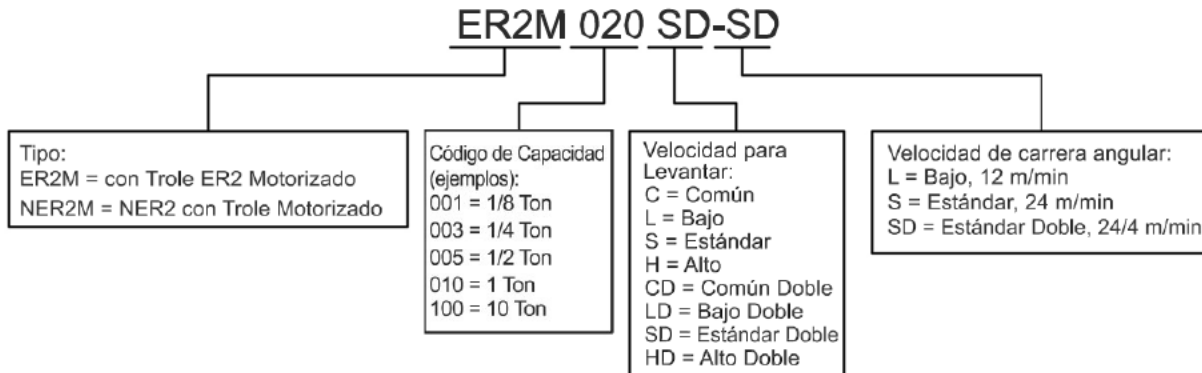 ER2M 020 SD-SD
Tipo:
ER2M = con Trole ER2 Motorizado
NER2M = NER2 con Trole Motorizado
Código de Capacidad
(ejemplos):
001 = 1/8 Ton
003 = 1/4 Ton
005 = 1/2 Ton
010 = 1 Ton
100 = 10 Ton
Velocidad para
Levantar:
C = Común
L = Bajo
S = Estándar
H = Alto
CD = Común Doble
LD = Bajo Doble
SD = Estándar Doble
HD = Alto Doble
Velocidad de carrera angular:
L = Bajo, 12 m/min
S = Estándar, 24 m/min
SD = Estándar Doble, 24/4 m/min